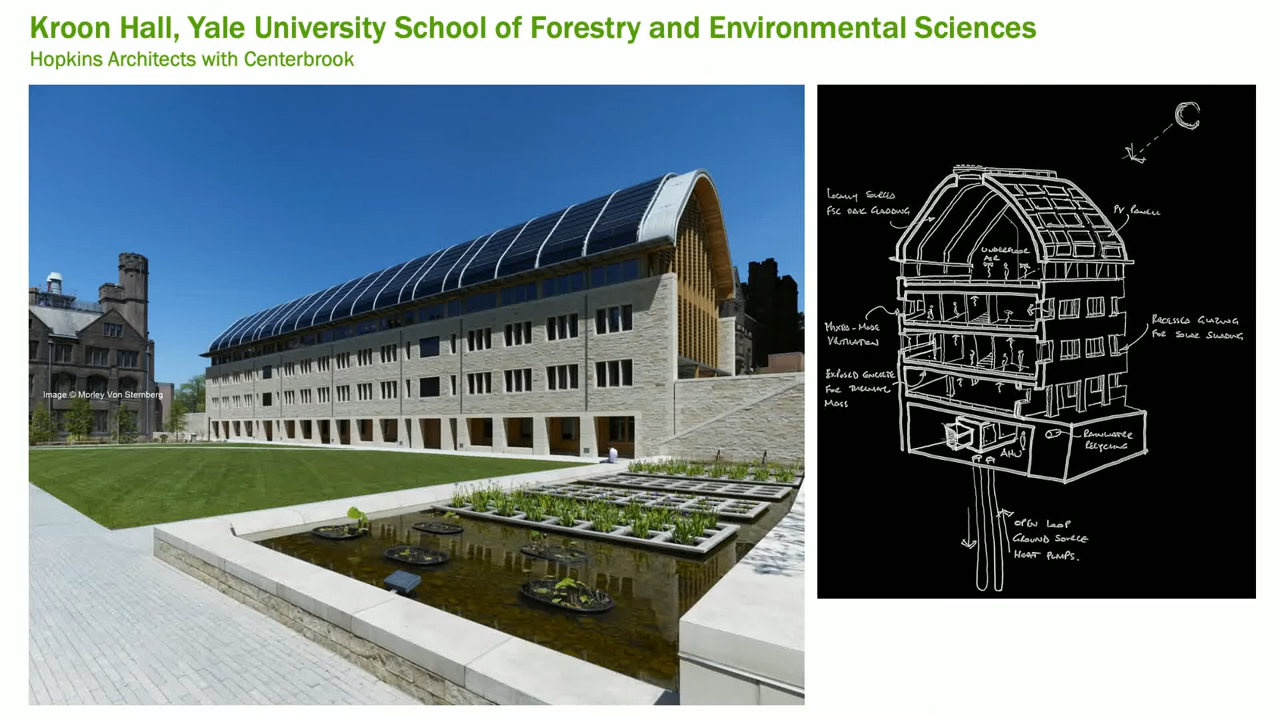 Kroon Hall, Yale University School of Forestry and Environmental Sciences
Hopkins Architects with Centerbrook
Image © Morley Von Sternberg
LOCALLY SOURCED
FSC OAK CLADDING
PV PANELS
UNDERFLOOR
AIR
MIXED-MODE
VENTILATION
RECESSED GLAZING
FOR SOLAR SHADING
EXPOSED CONCRETE
FOR THERMAL
MASS
AHU
RAINWATER
RECYCLING
OPEN LOOP
GROUND SOURCE
HEAT PUMPS.